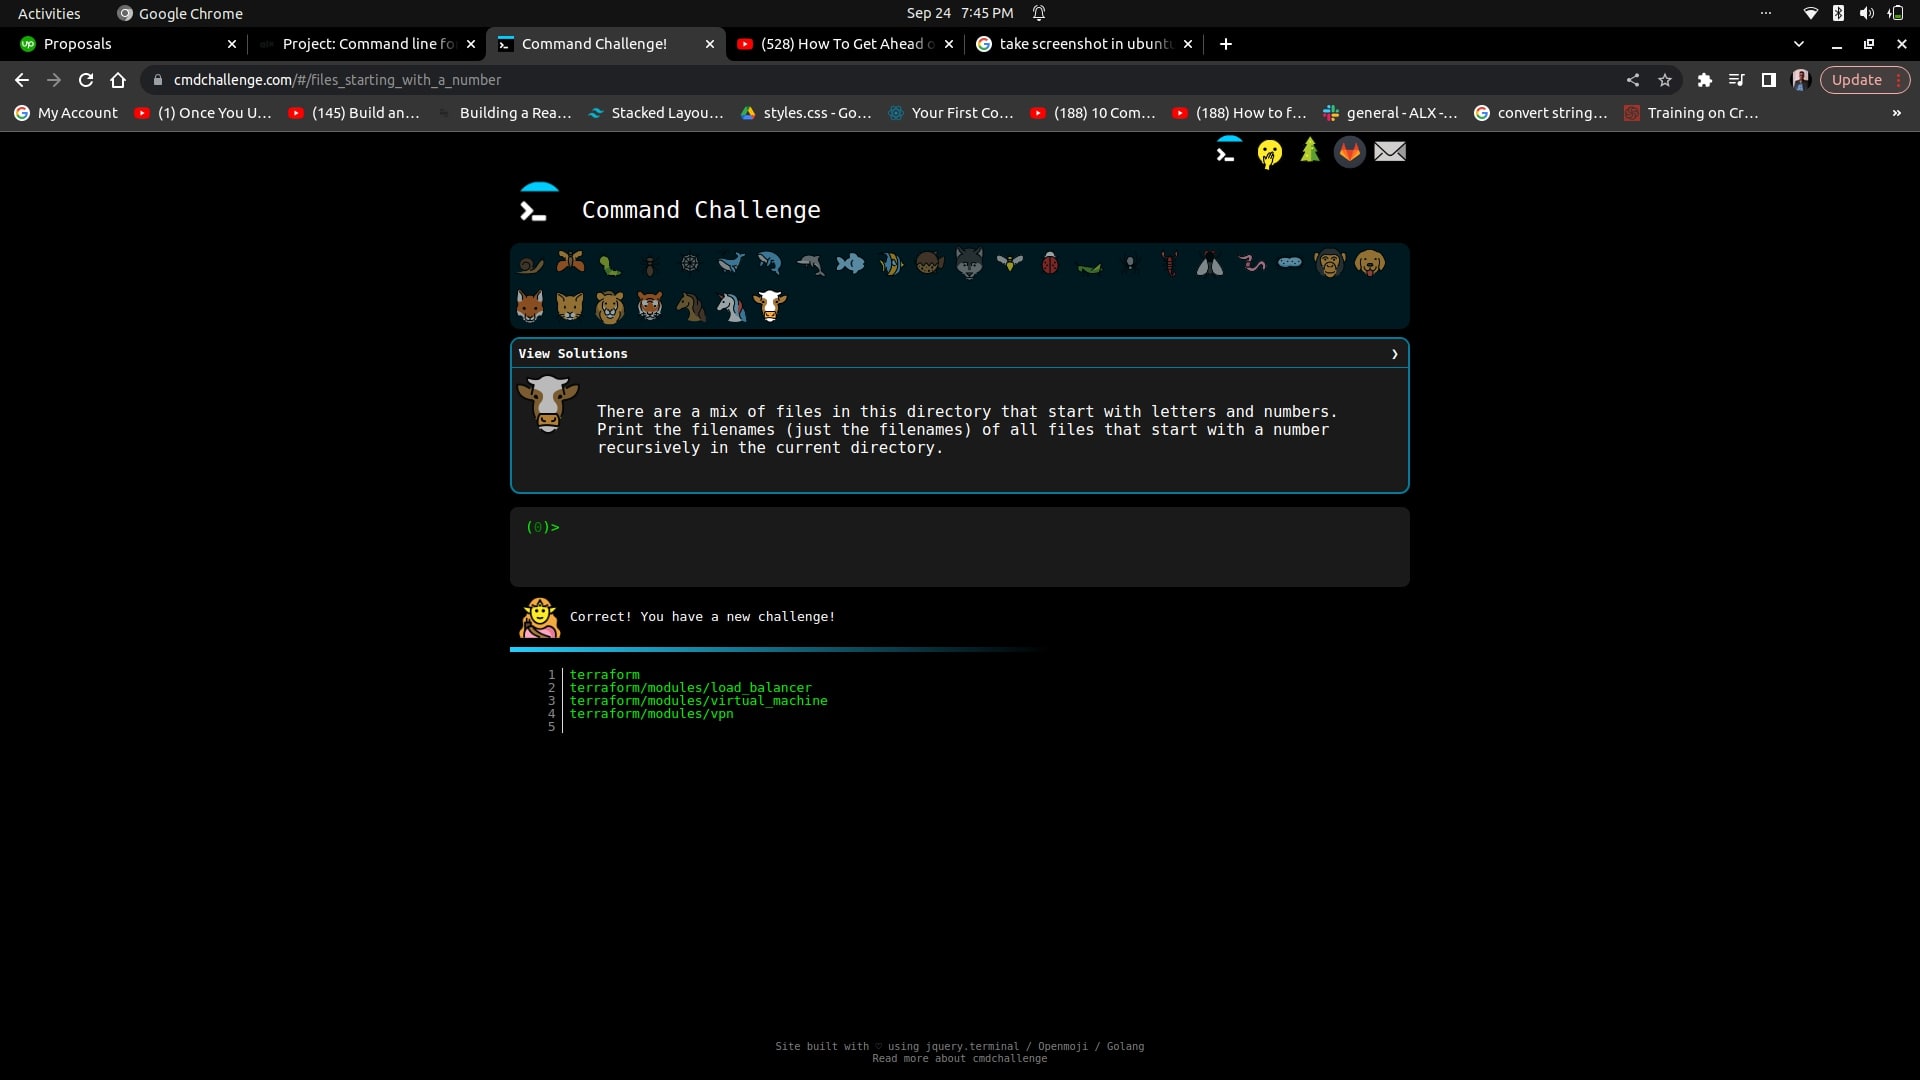 Activities
Google Chrome
Sep 24 7:45 PM
Proposals
Project: Command line fo
Command Challenge!
(528) How To Get Ahead o
take screenshot in ubunt
cmdchallenge.com/#/files_starting_with_a_number
Update
My Account
(1) Once You U...
(145) Build an...
Building a Rea...
Stacked Layou...
styles.css - Go...
Your First Co...
(188) 10 Com...
(188) How to f...
general - ALX -...
convert string...
Training on Cr...
»
Command Challenge
View Solutions
There are a mix of files in this directory that start with letters and numbers.
Print the filenames (just the filenames) of all files that start with a number
recursively in the current directory.
(0)>
Correct! You have a new challenge!
1 terraform
2 terraform/modules/load_balancer
3 terraform/modules/virtual_machine
4 terraform/modules/vpn
5
Site built with ♡ using jquery.terminal / Openmoji / Golang
Read more about cmdchallenge